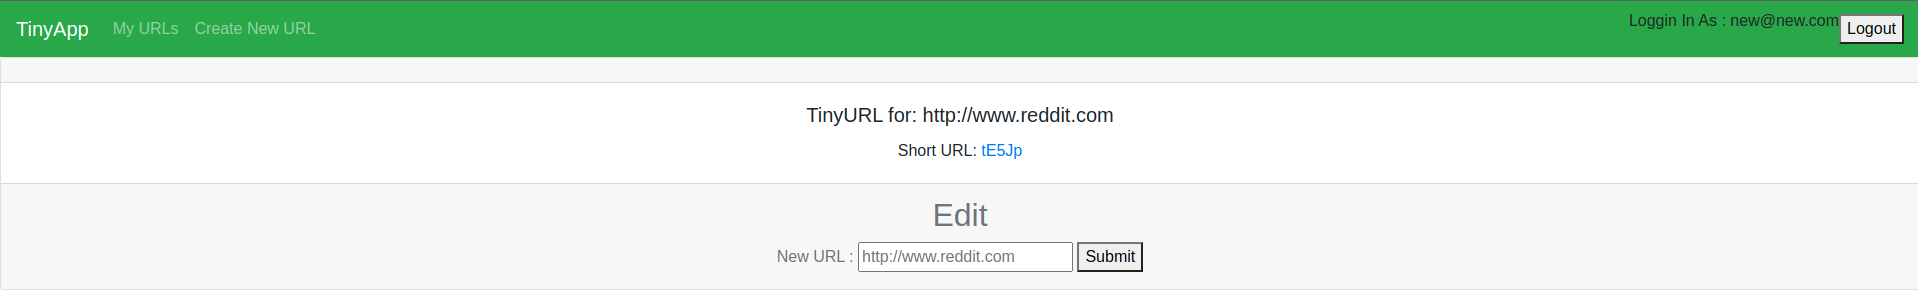 TinyApp My URLs Create New URL Loggin In As : new@new.com Logout
TinyURL for: http://www.reddit.com
Short URL: tE5Jp
Edit
New URL : http://www.reddit.com Submit